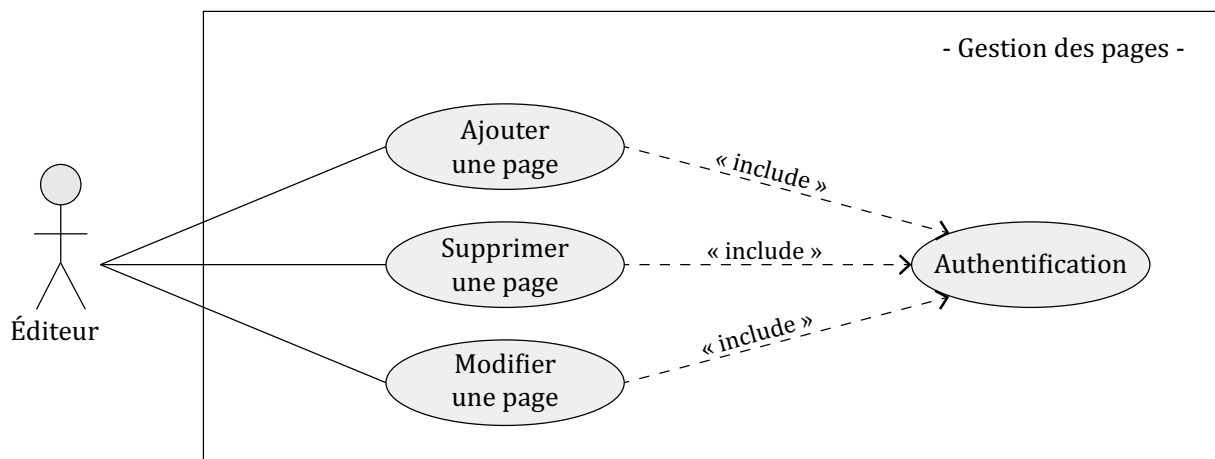 - Gestion des pages -
Ajouter
une page
« include »
Supprimer
une page
« include »
Authentification
Éditeur
Modifier
une page
« include »